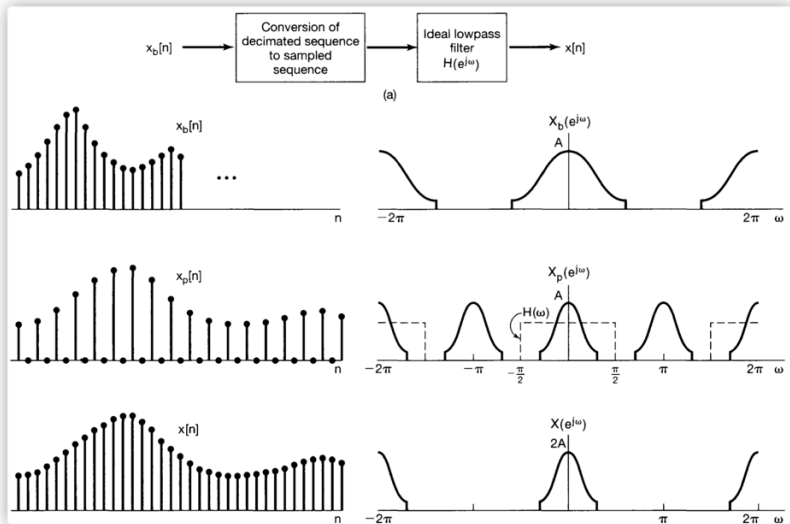 x_b[n]
Conversion of
decimated sequence
to sampled
sequence
Ideal lowpass
filter
H(e^{jω})
x[n]
(a)
x_b[n]
...
n
X_b(e^{jω})
A
−2π
2π
ω
x_p[n]
n
X_p(e^{jω})
A
H(ω)
−2π
−π
−π/2
π/2
π
2π
ω
x[n]
n
X(e^{jω})
2A
−2π
π
2π
ω